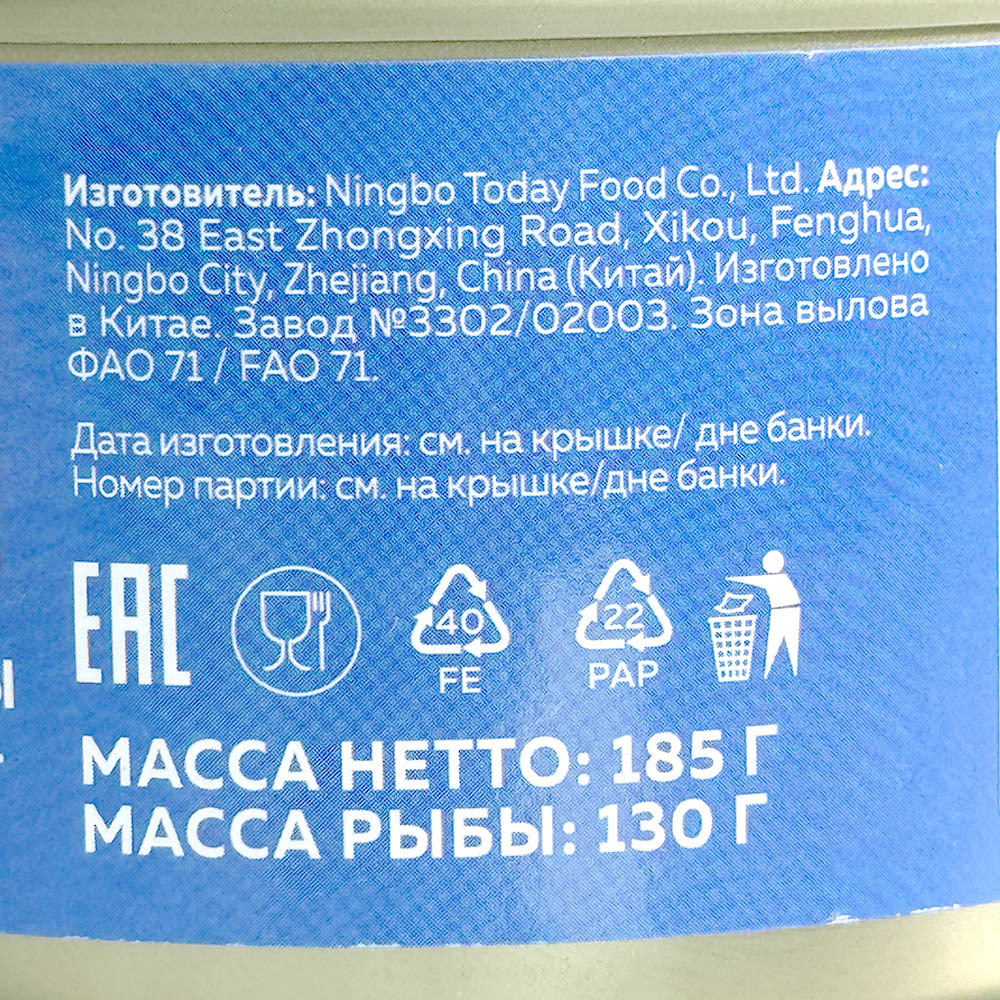 Изготовитель: Ningbo Today Food Co., Ltd. Адрес:
No. 38 East Zhongxing Road, Xikou, Fenghua,
Ningbo City, Zhejiang, China (Китай). Изготовлено
в Китае. Завод №3302/02003. Зона вылова
ФАО 71 / FAO 71.
Дата изготовления: см. на крышке/ дне банки.
Номер партии: см. на крышке/дне банки.
EAC
40
FE
22
PAP
МАССА НЕТТО: 185 Г
МАССА РЫБЫ: 130 Г